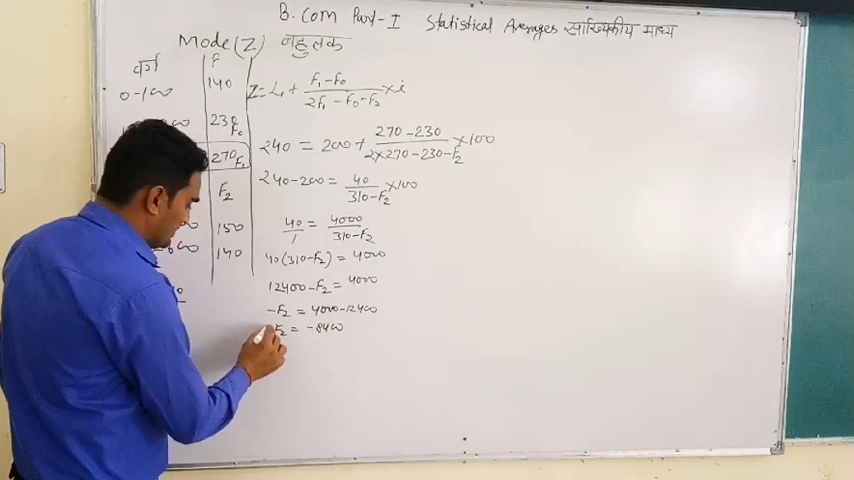 B.Com Part-I Statistical Averages सांख्यिकीय माध्य
Mode (Z) बहुलक
वर्ग F
0-100 140
230 F₀
270 F₁
F₂
150
140
Z = L₁ + (F₁-F₀)/(2F₁-F₀-F₂) × i
240 = 200 + (270-230)/(2×270-230-F₂) ×100
240-200 = 40/(310-F₂) ×100
40/1 = 4000/(310-F₂)
40(310-F₂) = 4000
12400-F₂ = 4000
-F₂ = 4000-12400
F₂ = -8400